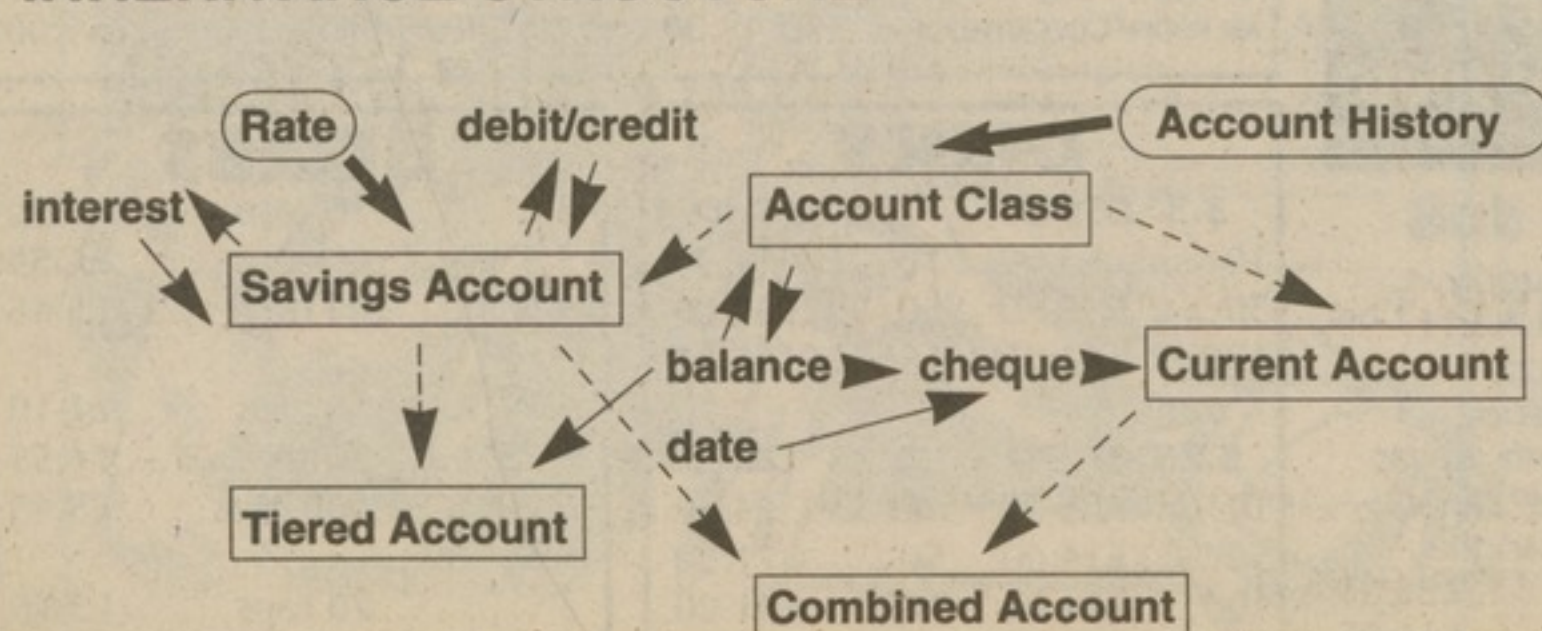 Rate
debit/credit
Account History
interest
Account Class
Savings Account
balance
cheque
Current Account
date
Tiered Account
Combined Account